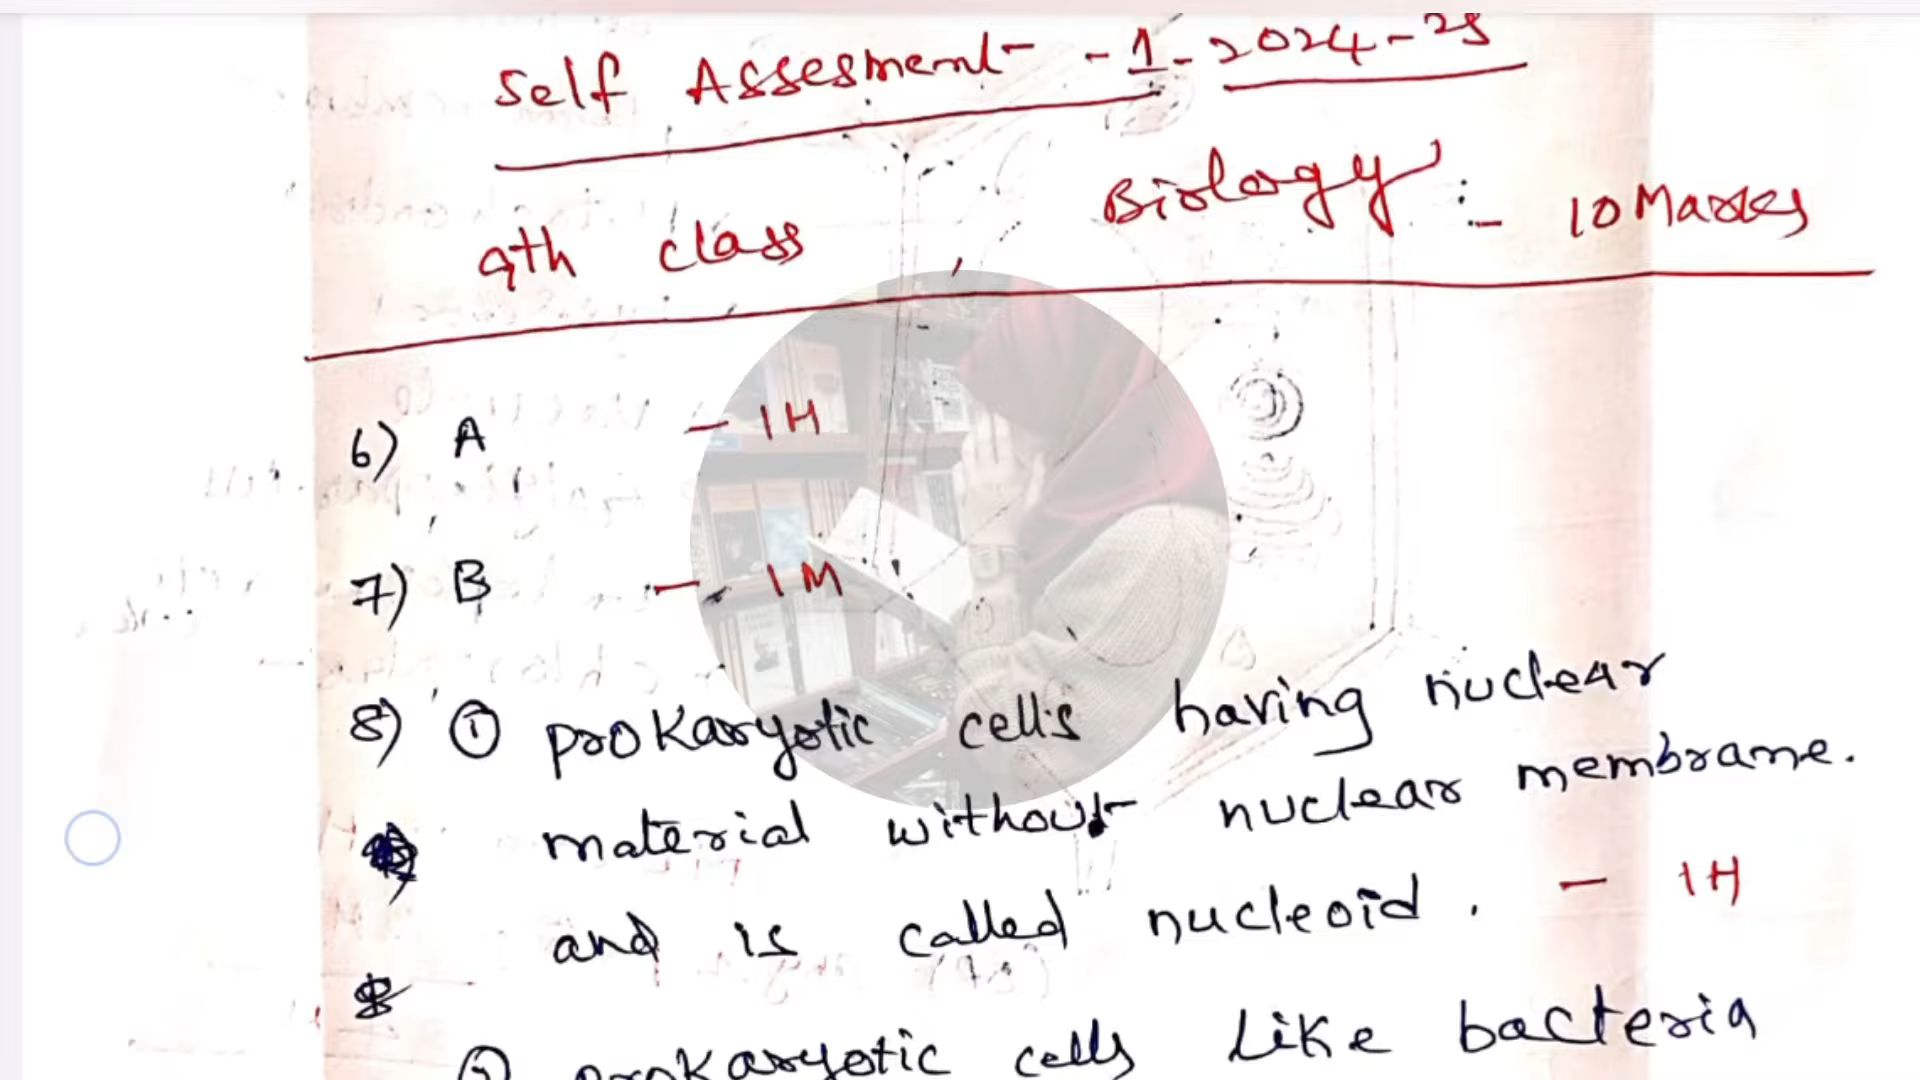 Self Assesment - 1 - 2024-25
9th class , Biology :- 10 Marks
6) A - 1M
7) B - 1M
8) ① prokaryotic cells having nuclear
material without nuclear membrane.
and is called nucleoid. - 1M
② prokaryotic cells like bacteria